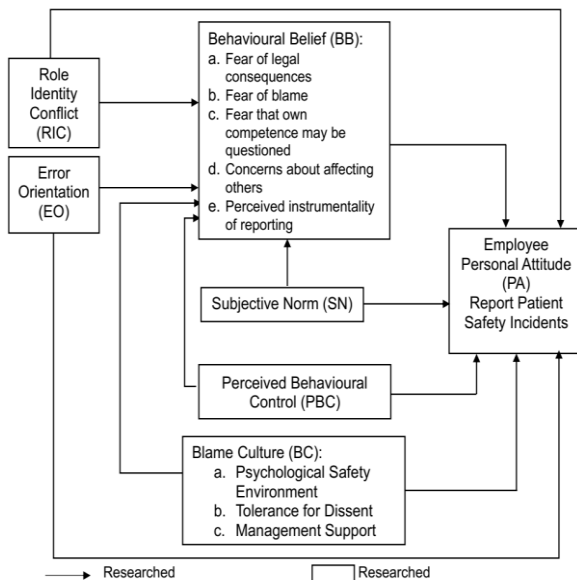 Role
Identity
Conflict
(RIC)
Error
Orientation
(EO)
Behavioural Belief (BB):
a. Fear of legal
consequences
b. Fear of blame
c. Fear that own
competence may be
questioned
d. Concerns about affecting
others
e. Perceived instrumentality
of reporting
Subjective Norm (SN)
Perceived Behavioural
Control (PBC)
Blame Culture (BC):
a. Psychological Safety
Environment
b. Tolerance for Dissent
c. Management Support
Employee
Personal Attitude
(PA)
Report Patient
Safety Incidents
Researched
Researched